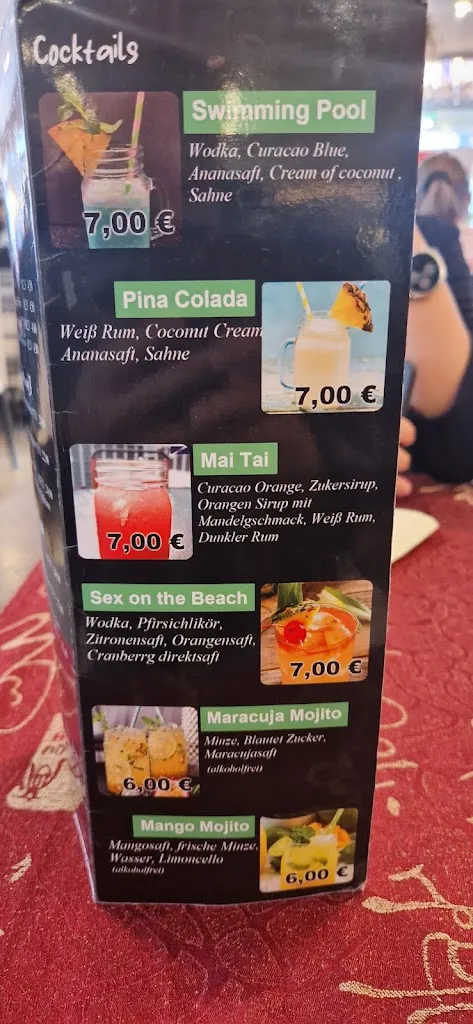 Cocktails
Swimming Pool
Wodka, Curacao Blue,
Ananasaft, Cream of coconut ,
Sahne
7,00 €
Pina Colada
Weiß Rum, Coconut Cream
Ananasaft, Sahne
7,00 €
Mai Tai
Curacao Orange, Zukersirup,
Orangen Sirup mit
Mandelgschmack, Weiß Rum,
Dunkler Rum
7,00 €
Sex on the Beach
Wodka, Pfirsichlikör,
Zitronensaft, Orangensaft,
Cranberrg direktsaft
7,00 €
Maracuja Mojito
Minze, Blautet Zucker,
Maracujasaft
(alkoholfrei)
6,00 €
Mango Mojito
Mangosaft, frische Minze,
Wasser, Limoncello
(alkoholfrei)
6,00 €